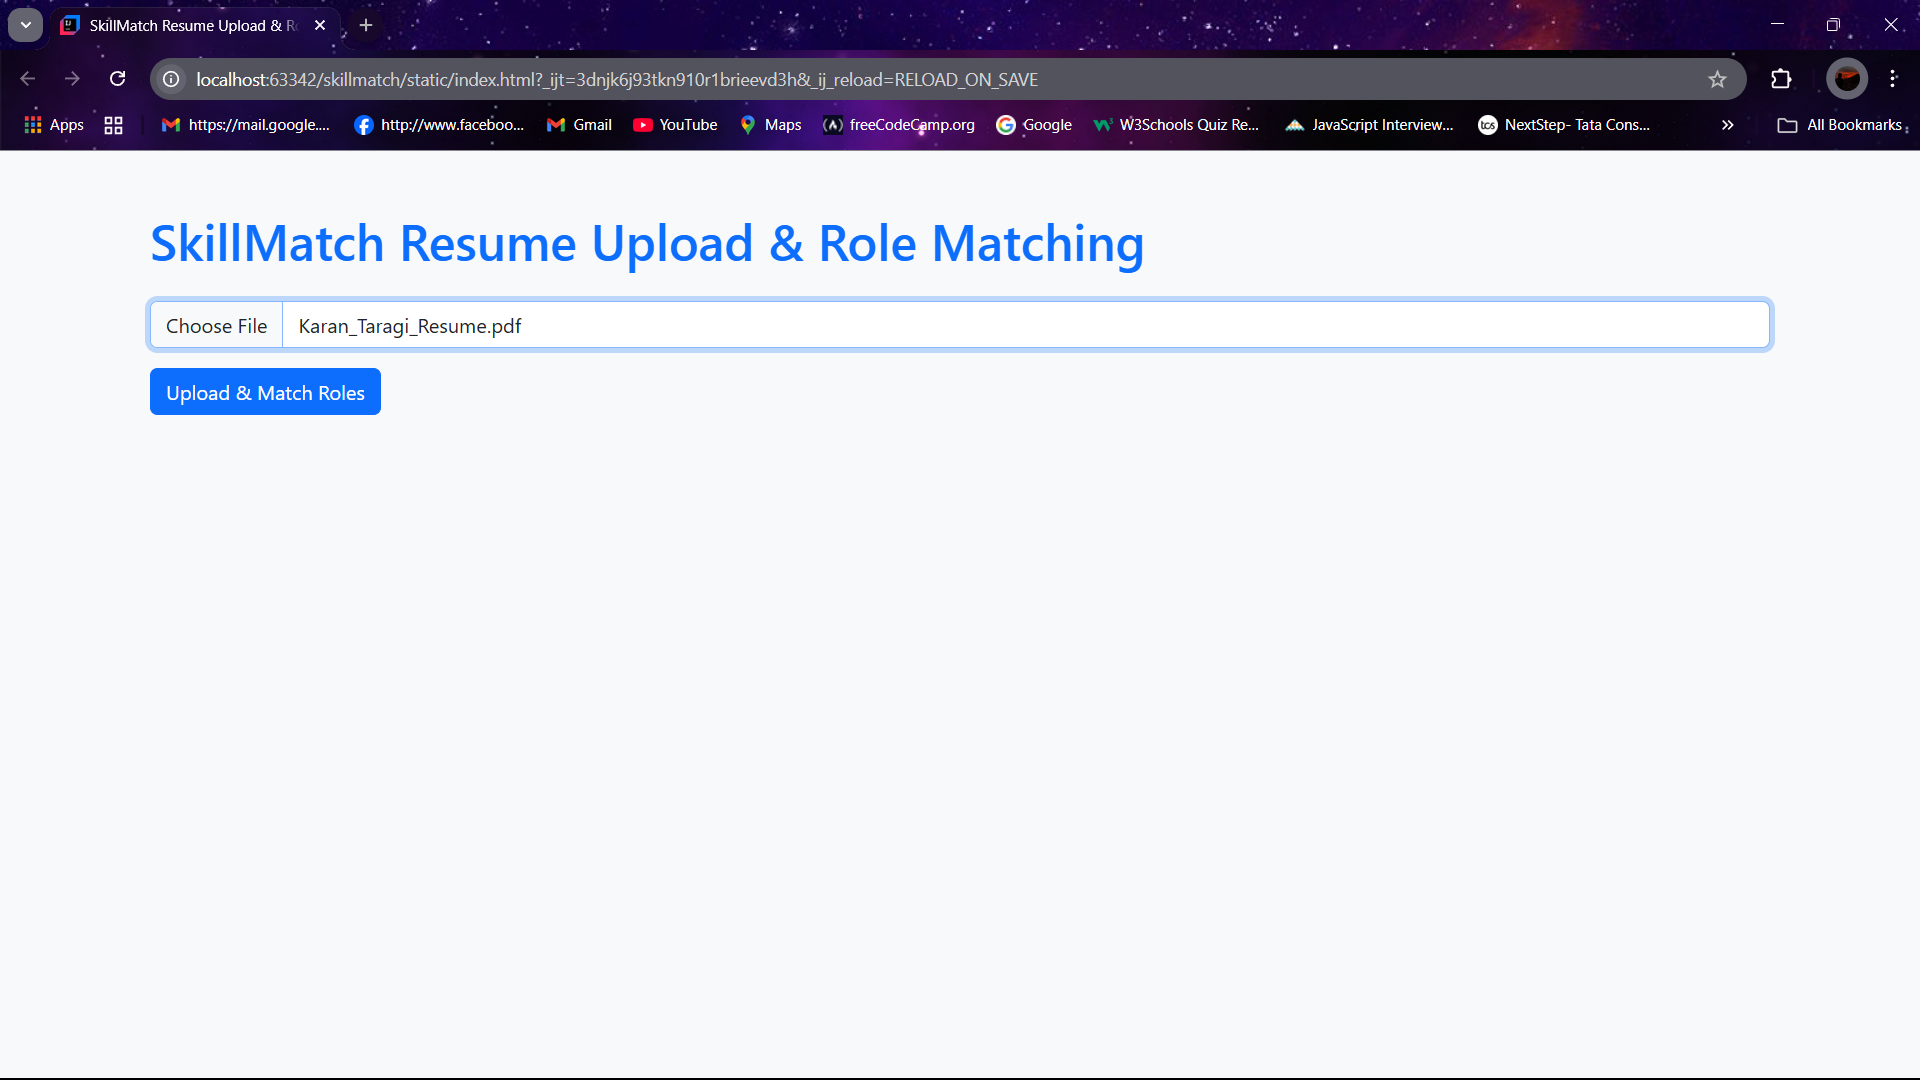 SkillMatch Resume Upload & R
localhost:63342/skillmatch/static/index.html?_ijt=3dnjk6j93tkn910r1brieevd3h&_ij_reload=RELOAD_ON_SAVE
Apps https://mail.google.... http://www.faceboo... Gmail YouTube Maps freeCodeCamp.org Google W3Schools Quiz Re... JavaScript Interview... tcs NextStep- Tata Cons... » All Bookmarks
SkillMatch Resume Upload & Role Matching
Choose File Karan_Taragi_Resume.pdf
Upload & Match Roles